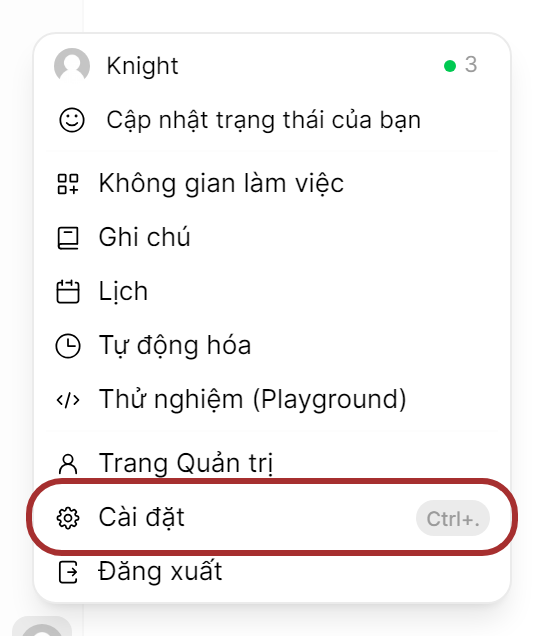 Knight 3
Cập nhật trạng thái của bạn
Không gian làm việc
Ghi chú
Lịch
Tự động hóa
Thử nghiệm (Playground)
Trang Quản trị
Cài đặt Ctrl+.
Đăng xuất